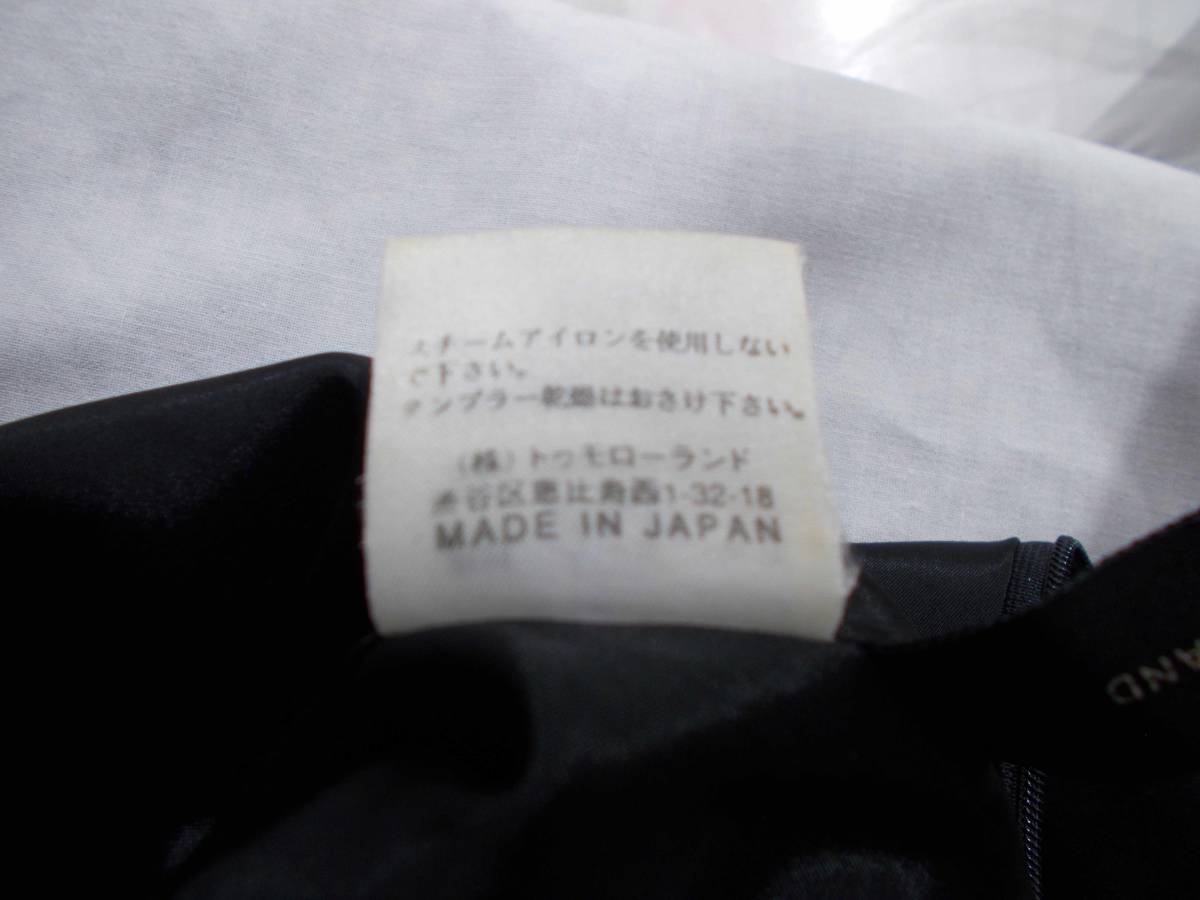 スチームアイロンを使用しない
で下さい。
タンブラー乾燥はおさけ下さい。
(株)トゥモローランド
渋谷区恵比寿西1-32-18
MADE IN JAPAN
AND